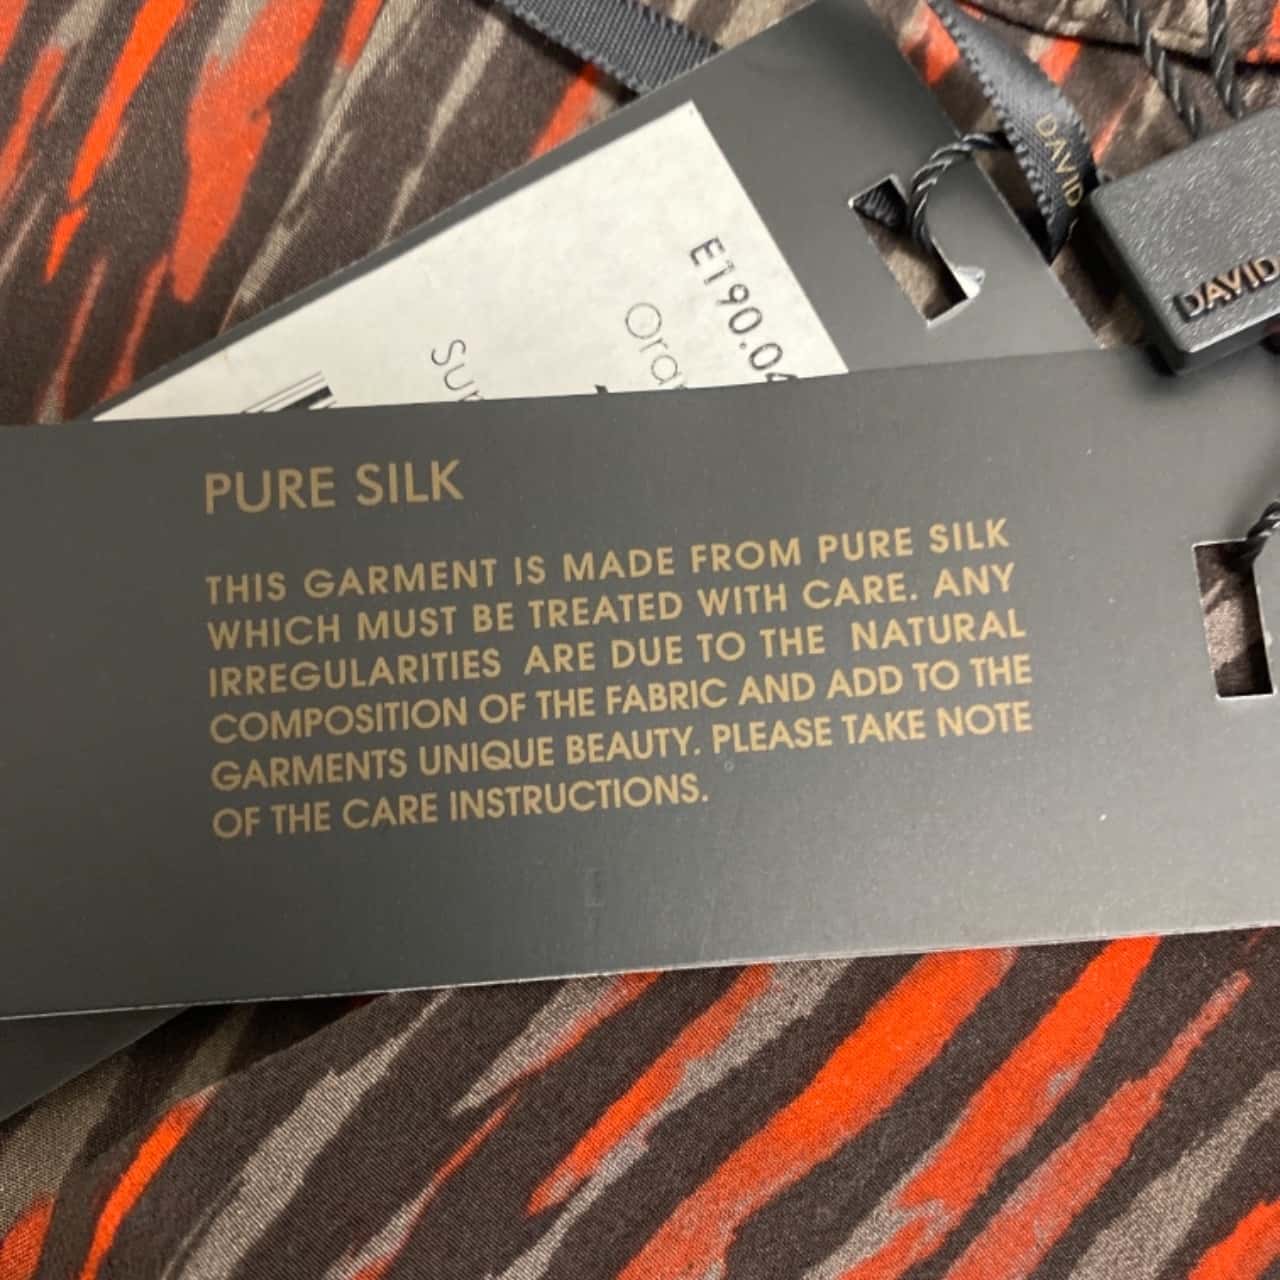 DAVID
DAVID
E190.04
PURE SILK
THIS GARMENT IS MADE FROM PURE SILK
WHICH MUST BE TREATED WITH CARE. ANY
IRREGULARITIES ARE DUE TO THE NATURAL
COMPOSITION OF THE FABRIC AND ADD TO THE
GARMENTS UNIQUE BEAUTY. PLEASE TAKE NOTE
OF THE CARE INSTRUCTIONS.